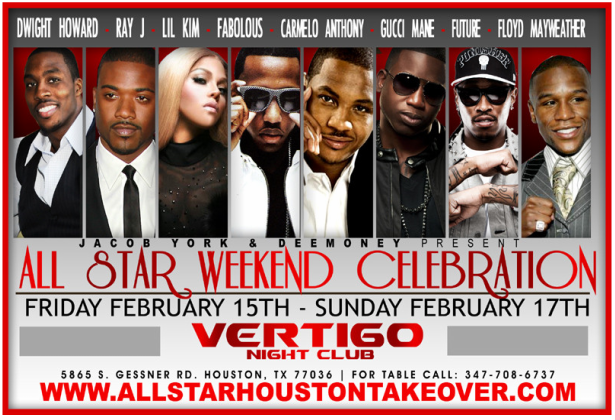 DWIGHT HOWARD - RAY J - LIL KIM - FABOLOUS - CARMELO ANTHONY - GUCCI MANE - FUTURE - FLOYD MAYWEATHER
JACOB YORK & DEEMONEY PRESENT
ALL STAR WEEKEND CELEBRATION
FRIDAY FEBRUARY 15TH - SUNDAY FEBRUARY 17TH
VERTIGO
NIGHT CLUB
5865 S. GESSNER RD. HOUSTON, TX 77036 | FOR TABLE CALL: 347-708-6737
WWW.ALLSTARHOUSTONTAKEOVER.COM